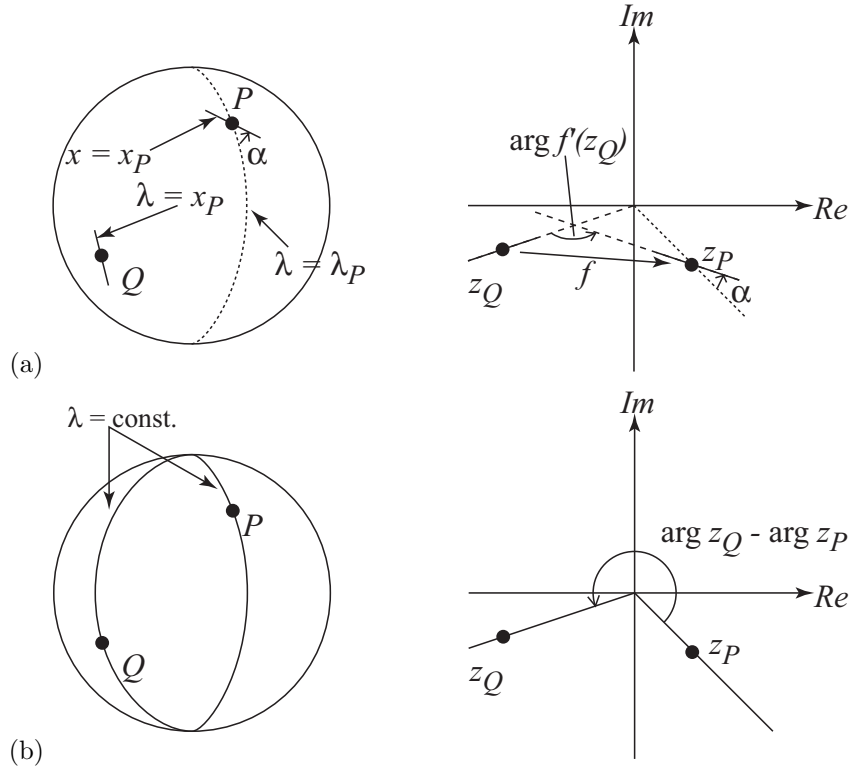 P
x = x_P
α
λ = x_P
Q
λ = λ_P
(a)
Im
arg f'(z_Q)
Re
z_P
z_Q
f
α
λ = const.
P
Q
(b)
Im
arg z_Q - arg z_P
Re
z_P
z_Q